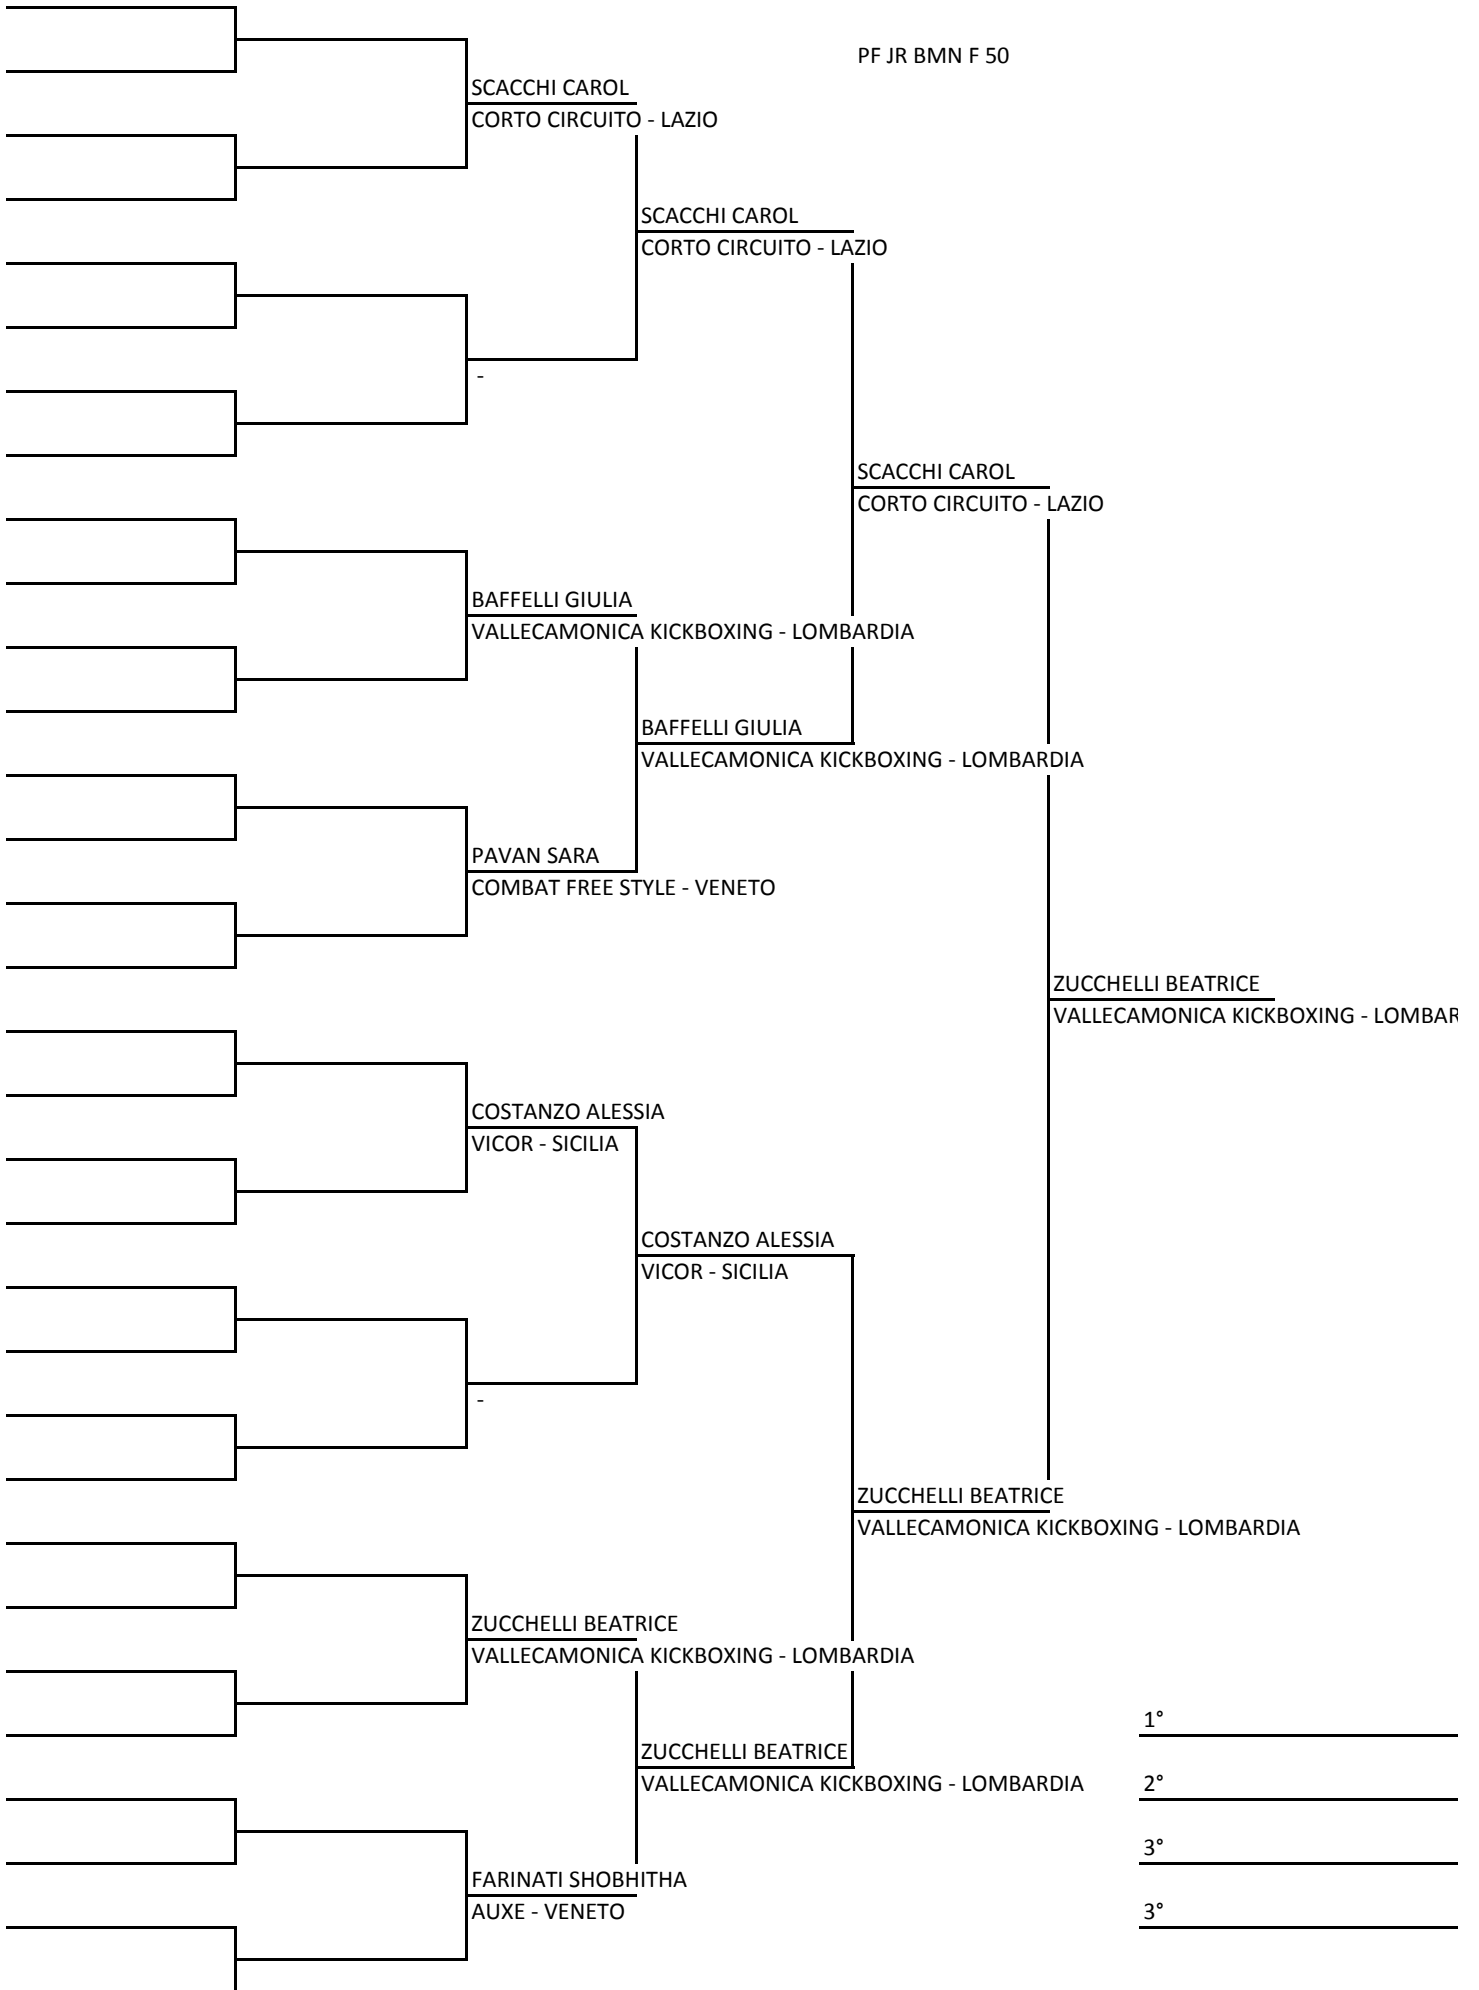 PF JR BMN F 50
SCACCHI CAROL
CORTO CIRCUITO - LAZIO
SCACCHI CAROL
CORTO CIRCUITO - LAZIO
-
SCACCHI CAROL
CORTO CIRCUITO - LAZIO
BAFFELLI GIULIA
VALLECAMONICA KICKBOXING - LOMBARDIA
BAFFELLI GIULIA
VALLECAMONICA KICKBOXING - LOMBARDIA
PAVAN SARA
COMBAT FREE STYLE - VENETO
ZUCCHELLI BEATRICE
VALLECAMONICA KICKBOXING - LOMBAR
COSTANZO ALESSIA
VICOR - SICILIA
COSTANZO ALESSIA
VICOR - SICILIA
-
ZUCCHELLI BEATRICE
VALLECAMONICA KICKBOXING - LOMBARDIA
ZUCCHELLI BEATRICE
VALLECAMONICA KICKBOXING - LOMBARDIA
1°
ZUCCHELLI BEATRICE
VALLECAMONICA KICKBOXING - LOMBARDIA
2°
3°
FARINATI SHOBHITHA
AUXE - VENETO
3°